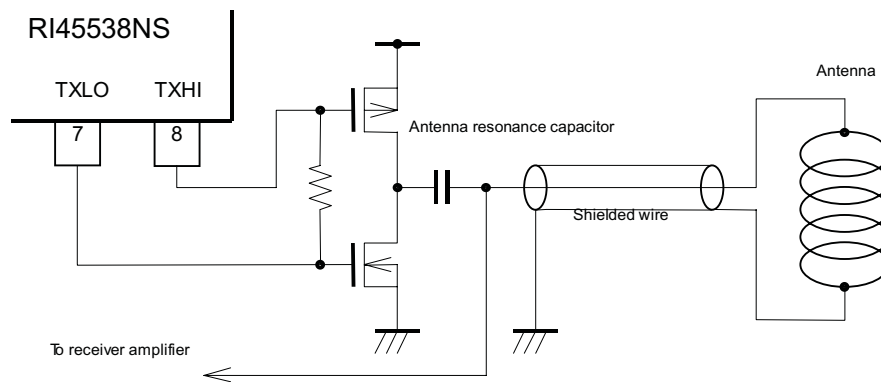 RI45538NS
TXLO TXHI
7 8
Antenna
Antenna resonance capacitor
Shielded wire
To receiver amplifier